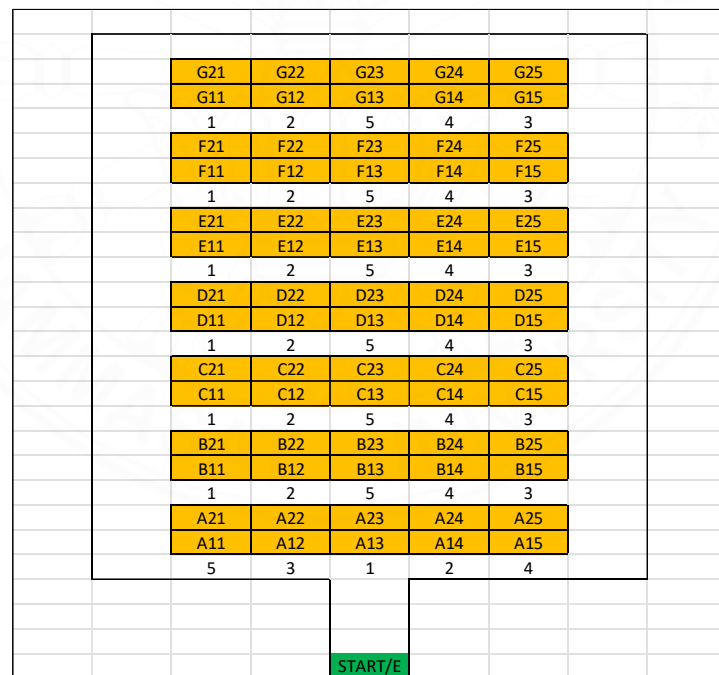 G21 G22 G23 G24 G25
G11 G12 G13 G14 G15
1 2 5 4 3
F21 F22 F23 F24 F25
F11 F12 F13 F14 F15
1 2 5 4 3
E21 E22 E23 E24 E25
E11 E12 E13 E14 E15
1 2 5 4 3
D21 D22 D23 D24 D25
D11 D12 D13 D14 D15
1 2 5 4 3
C21 C22 C23 C24 C25
C11 C12 C13 C14 C15
1 2 5 4 3
B21 B22 B23 B24 B25
B11 B12 B13 B14 B15
1 2 5 4 3
A21 A22 A23 A24 A25
A11 A12 A13 A14 A15
5 3 1 2 4
START/E